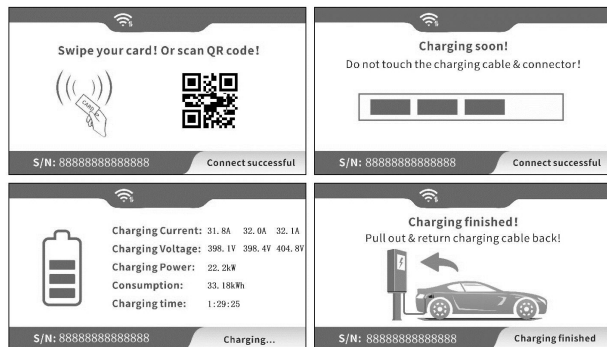 Swipe your card! Or scan QR code!
S/N: 88888888888888
Connect successful
Charging soon!
Do not touch the charging cable & connector!
S/N: 88888888888888
Connect successful
Charging Current: 31.8A 32.0A 32.1A
Charging Voltage: 398.1V 398.4V 404.8V
Charging Power: 22.2kW
Consumption: 33.18kWh
Charging time: 1:29:25
S/N: 88888888888888
Charging...
Charging finished!
Pull out & return charging cable back!
S/N: 88888888888888
Charging finished